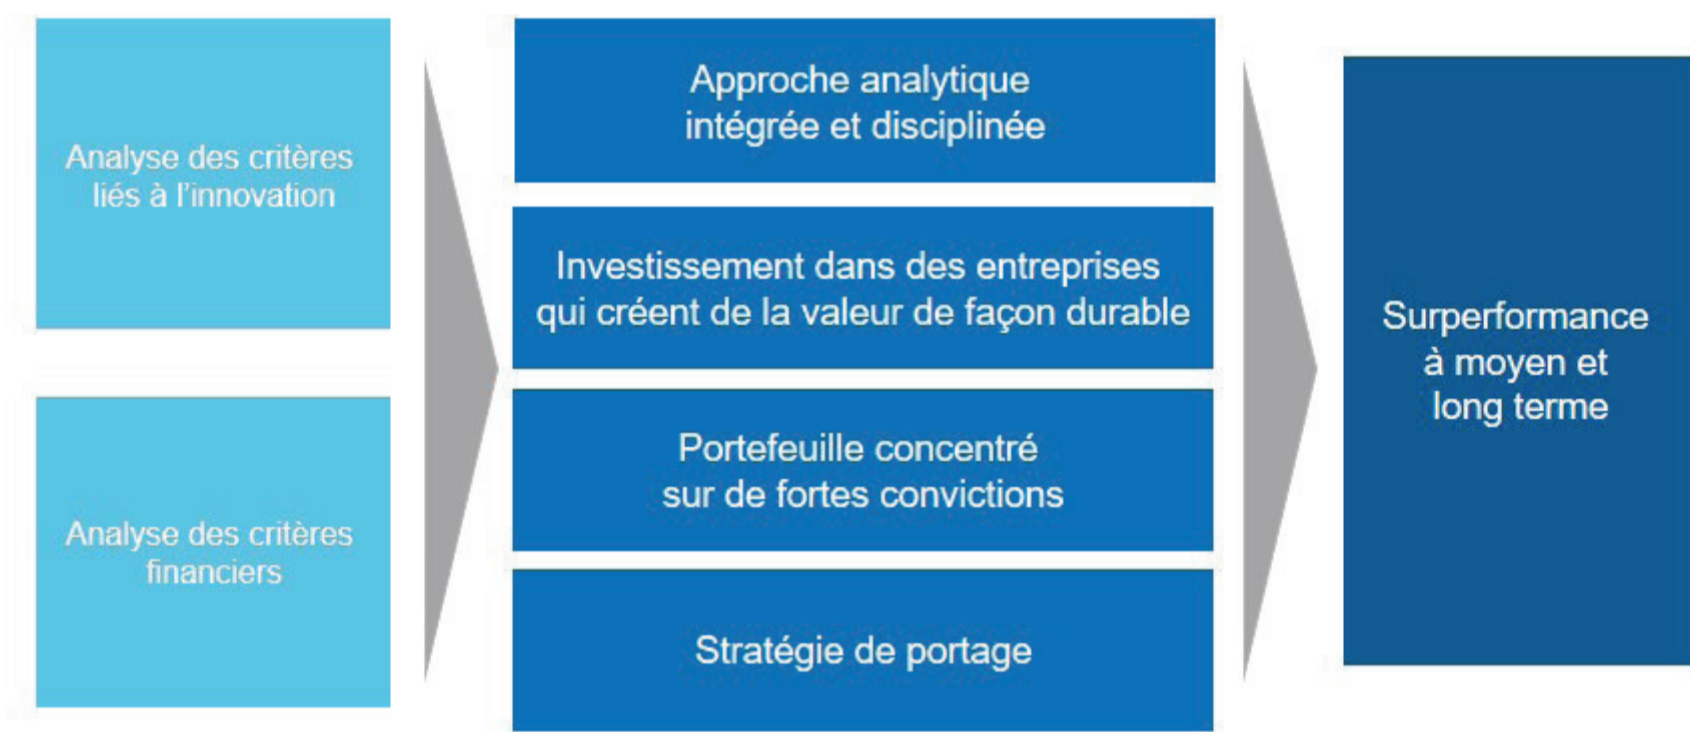 Analyse des critères
liés à l'innovation
Analyse des critères
financiers
Approche analytique
intégrée et disciplinée
Investissement dans des entreprises
qui créent de la valeur de façon durable
Portefeuille concentré
sur de fortes convictions
Stratégie de portage
Surperformance
à moyen et
long terme